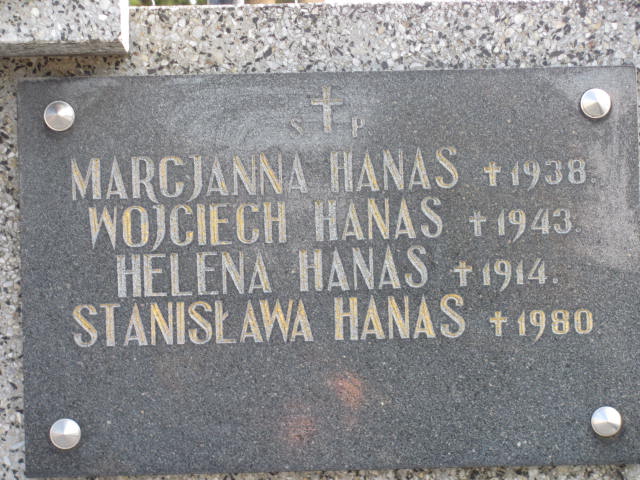 S † P
MARCJANNA HANAS † 1938.
WOJCIECH HANAS † 1943.
HELENA HANAS † 1914.
STANISŁAWA HANAS † 1980.